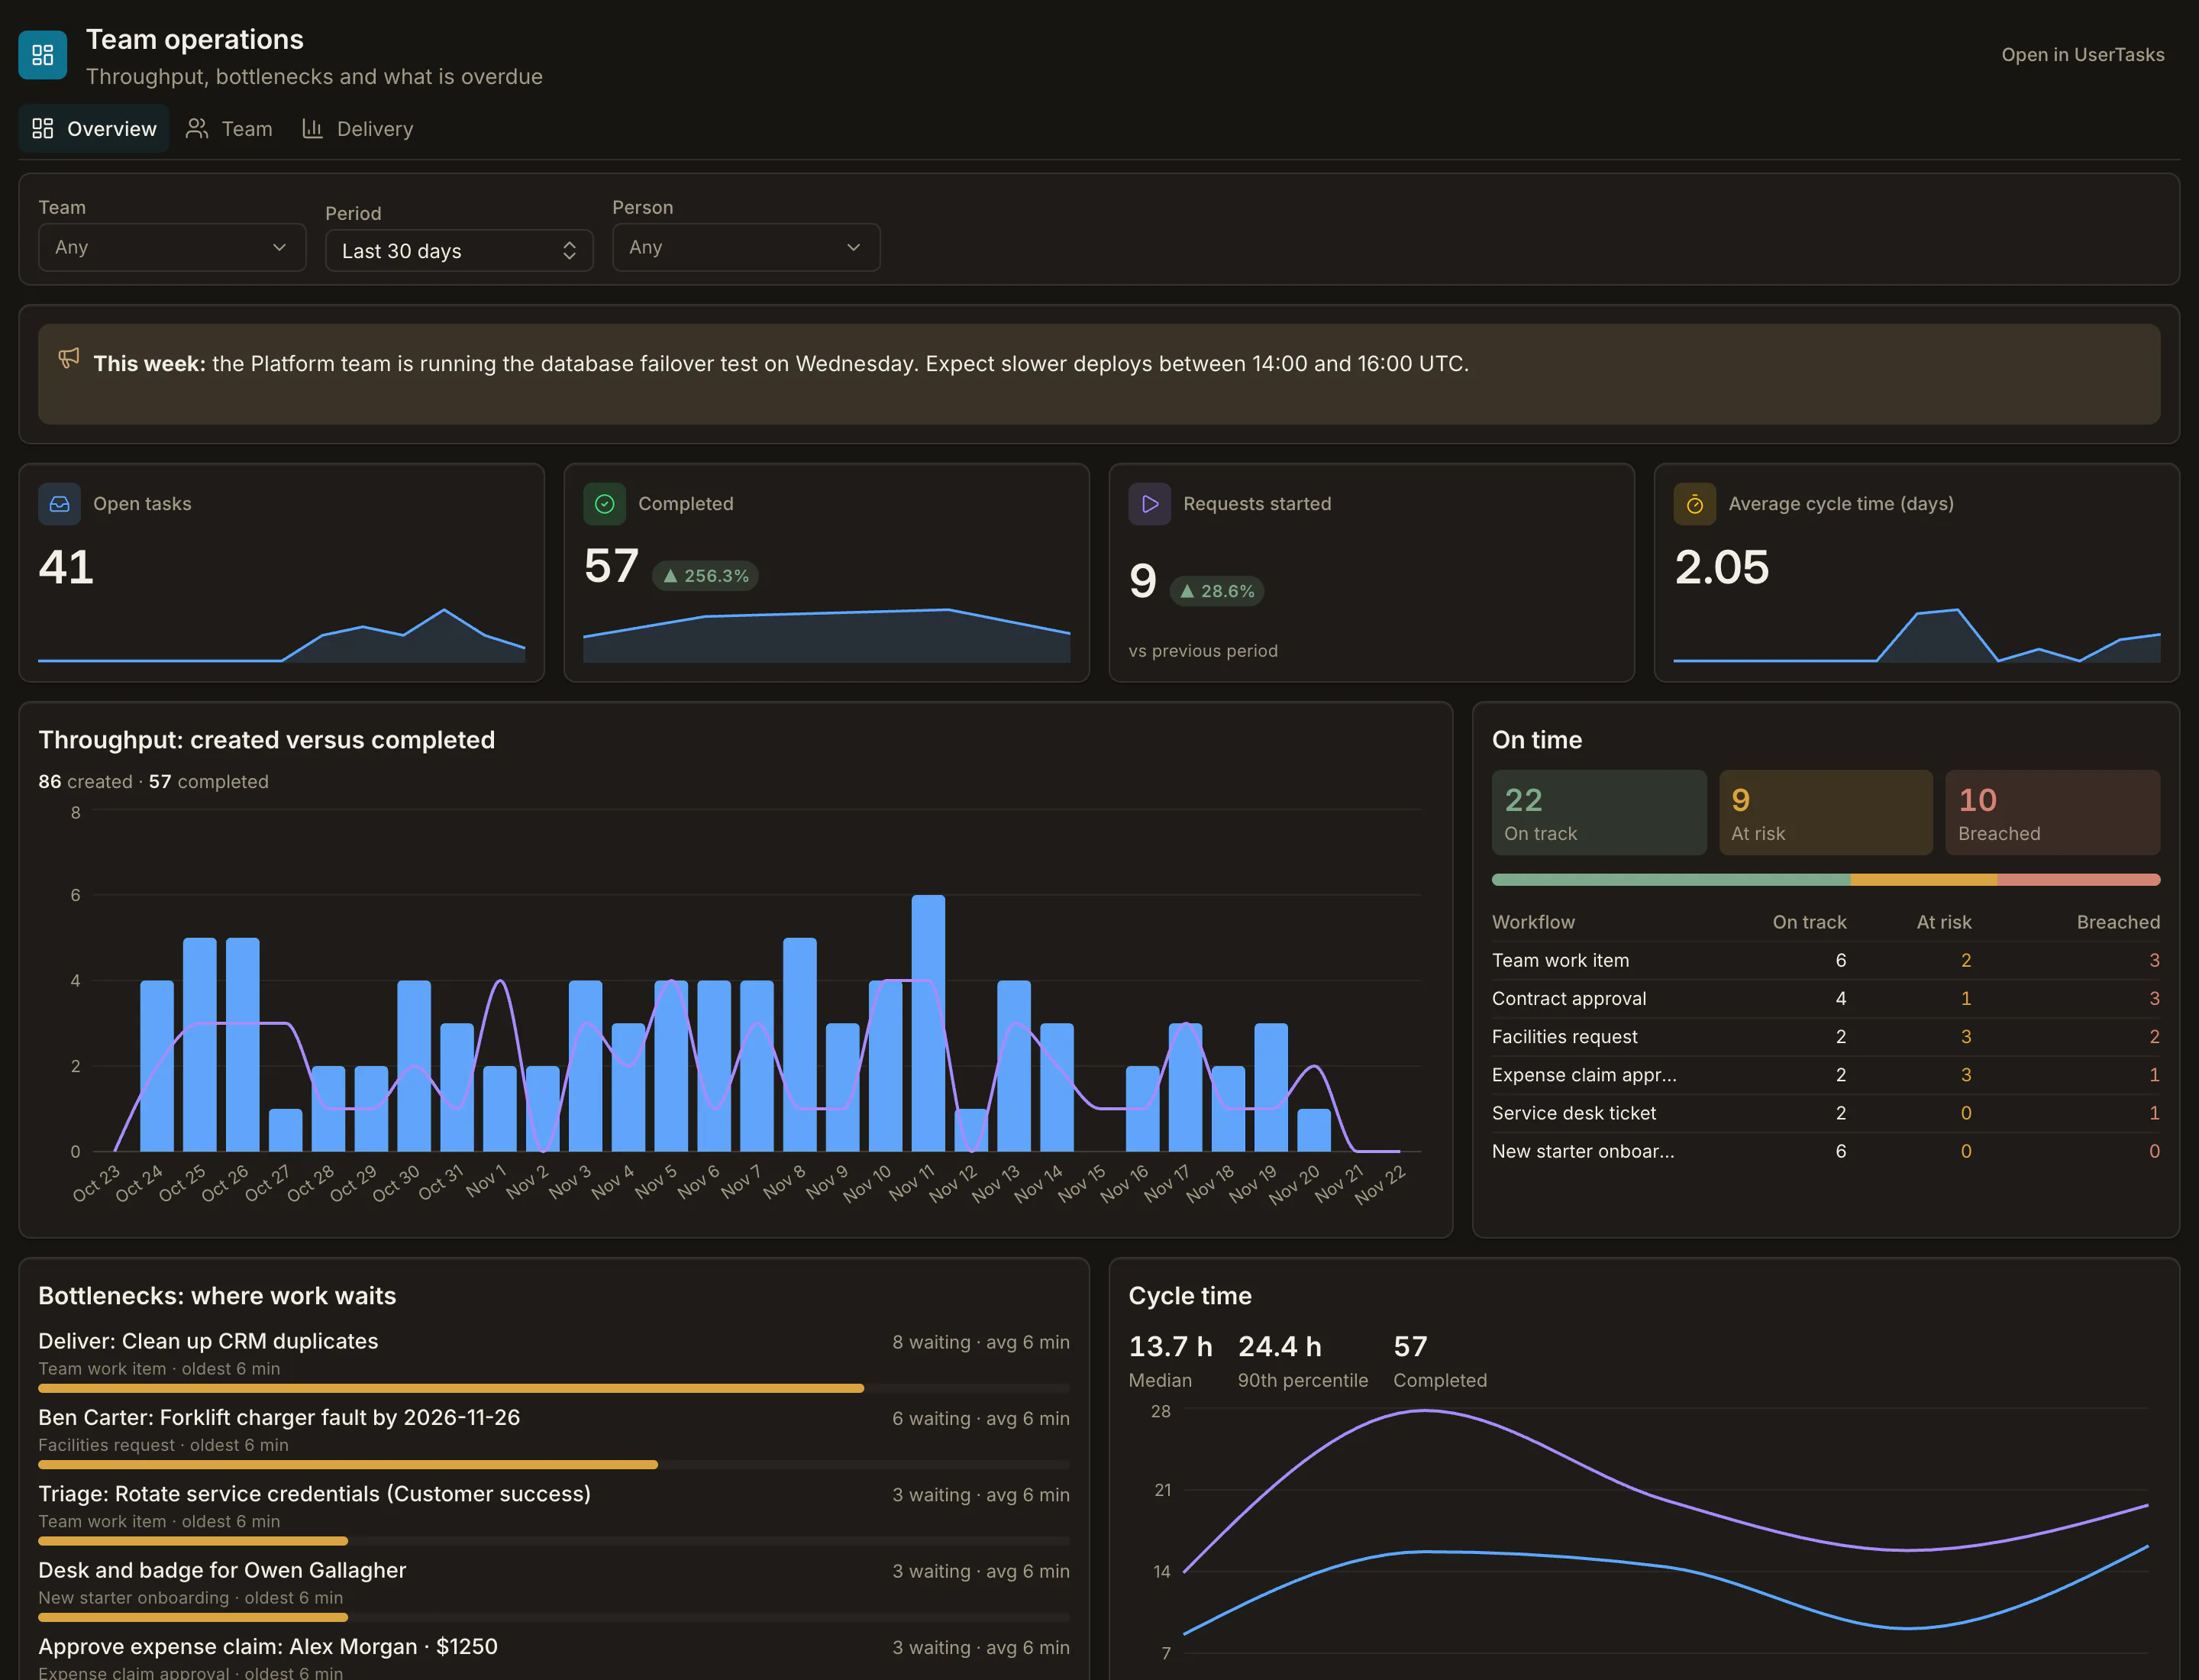 Team operations
Throughput, bottlenecks and what is overdue
Open in UserTasks
Overview
Team
Delivery
Team
Any
Period
Last 30 days
Person
Any
This week: the Platform team is running the database failover test on Wednesday. Expect slower deploys between 14:00 and 16:00 UTC.
Open tasks
41
Completed
57 ▲ 256.3%
Requests started
9 ▲ 28.6%
vs previous period
Average cycle time (days)
2.05
Throughput: created versus completed
86 created · 57 completed
8
6
4
2
0
Oct 23
Oct 24
Oct 25
Oct 26
Oct 27
Oct 28
Oct 29
Oct 30
Oct 31
Nov 1
Nov 2
Nov 3
Nov 4
Nov 5
Nov 6
Nov 7
Nov 8
Nov 9
Nov 10
Nov 11
Nov 12
Nov 13
Nov 14
Nov 15
Nov 16
Nov 17
Nov 18
Nov 19
Nov 20
Nov 21
Nov 22
On time
22
On track
9
At risk
10
Breached
Workflow On track At risk Breached
Team work item 6 2 3
Contract approval 4 1 3
Facilities request 2 3 2
Expense claim appr... 2 3 1
Service desk ticket 2 0 1
New starter onboar... 6 0 0
Bottlenecks: where work waits
Deliver: Clean up CRM duplicates 8 waiting · avg 6 min
Team work item · oldest 6 min
Ben Carter: Forklift charger fault by 2026-11-26 6 waiting · avg 6 min
Facilities request · oldest 6 min
Triage: Rotate service credentials (Customer success) 3 waiting · avg 6 min
Team work item · oldest 6 min
Desk and badge for Owen Gallagher 3 waiting · avg 6 min
New starter onboarding · oldest 6 min
Approve expense claim: Alex Morgan · $1250 3 waiting · avg 6 min
Expense claim approval · oldest 6 min
Cycle time
13.7 h
Median
24.4 h
90th percentile
57
Completed
28
21
14
7